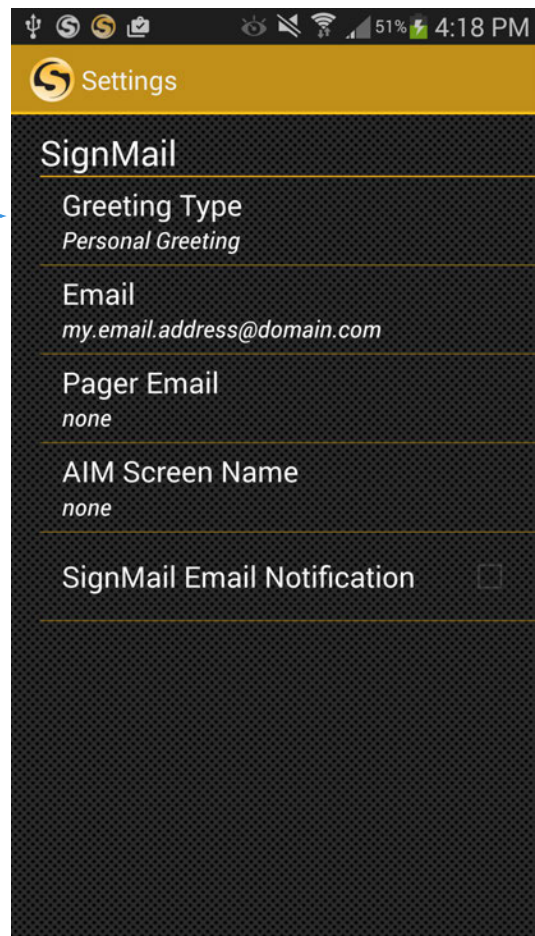 51% 4:18 PM
Settings
SignMail
Greeting Type
Personal Greeting
Email
my.email.address@domain.com
Pager Email
none
AIM Screen Name
none
SignMail Email Notification